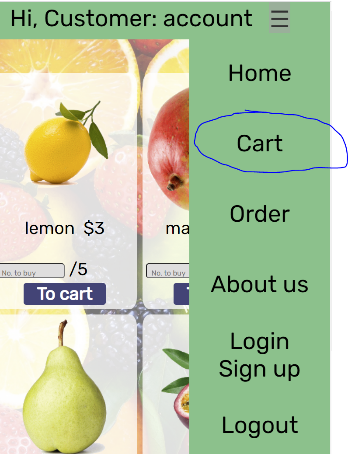 Hi, Customer: account ☰
Home
Cart
Order
About us
Login
Sign up
Logout
lemon $3
ma
No. to buy /5
No. to buy
To cart
T